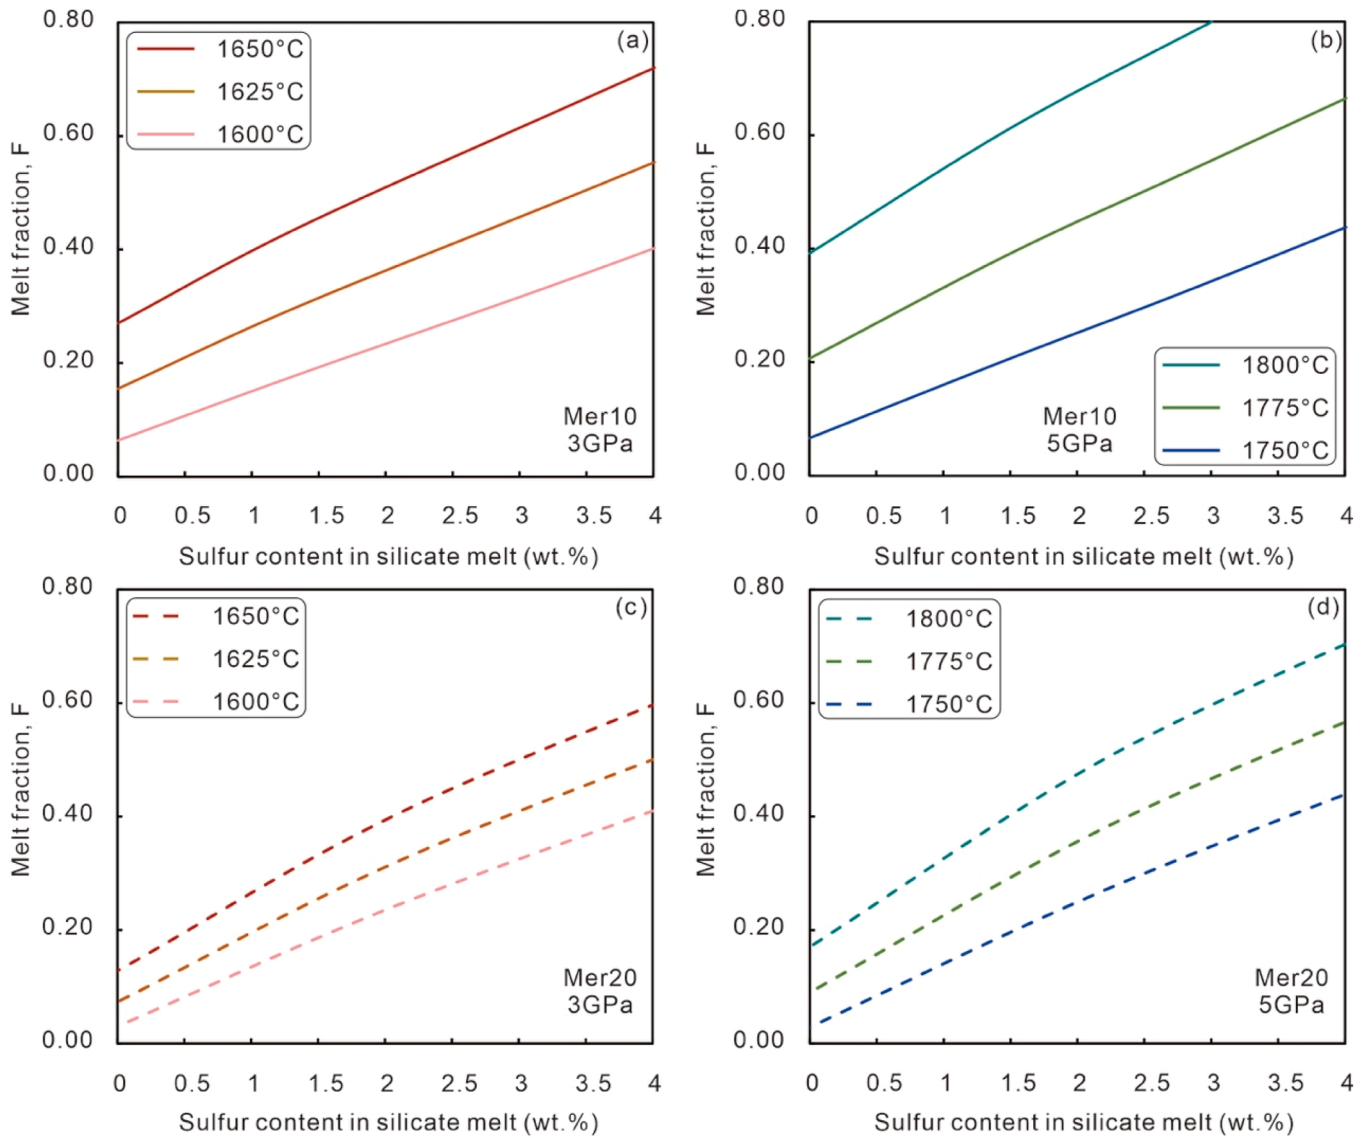 (a)
1650°C
1625°C
1600°C
Melt fraction, F
0.80
0.60
0.40
0.20
0.00
Mer10
3GPa
0 0.5 1 1.5 2 2.5 3 3.5 4
Sulfur content in silicate melt (wt.%)
(b)
Melt fraction, F
0.80
0.60
0.40
0.20
0.00
1800°C
1775°C
1750°C
Mer10
5GPa
0 0.5 1 1.5 2 2.5 3 3.5 4
Sulfur content in silicate melt (wt.%)
(c)
1650°C
1625°C
1600°C
Melt fraction, F
0.80
0.60
0.40
0.20
0.00
Mer20
3GPa
0 0.5 1 1.5 2 2.5 3 3.5 4
Sulfur content in silicate melt (wt.%)
(d)
1800°C
1775°C
1750°C
Melt fraction, F
0.80
0.60
0.40
0.20
0.00
Mer20
5GPa
0 0.5 1 1.5 2 2.5 3 3.5 4
Sulfur content in silicate melt (wt.%)